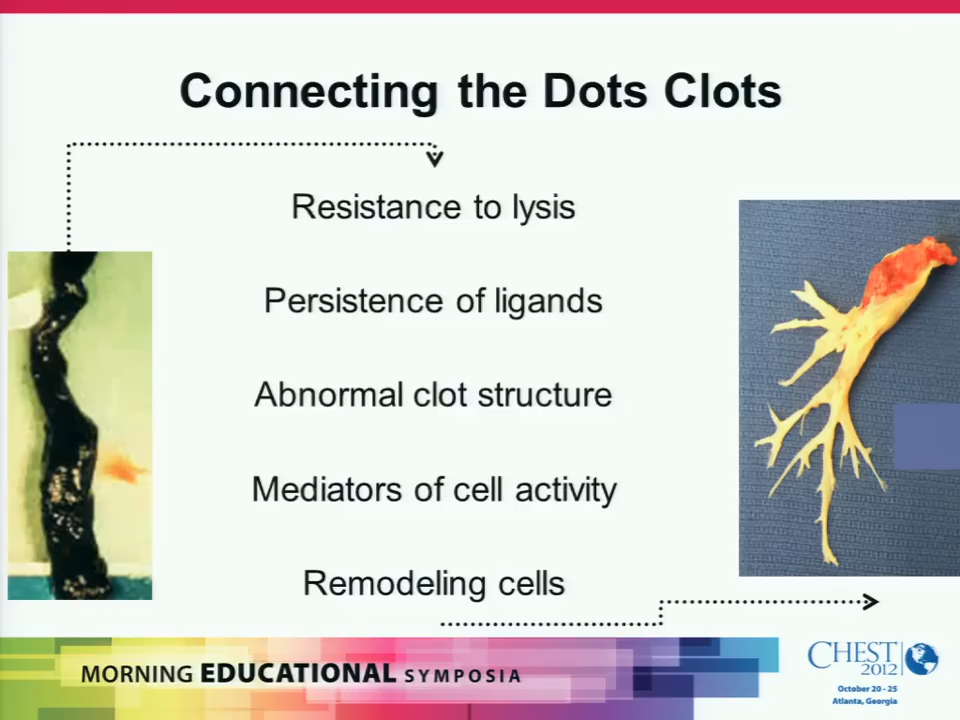 Connecting the Dots Clots
Resistance to lysis
Persistence of ligands
Abnormal clot structure
Mediators of cell activity
Remodeling cells
MORNING EDUCATIONAL SYMPOSIA
CHEST
2012
October 20 - 25
Atlanta, Georgia